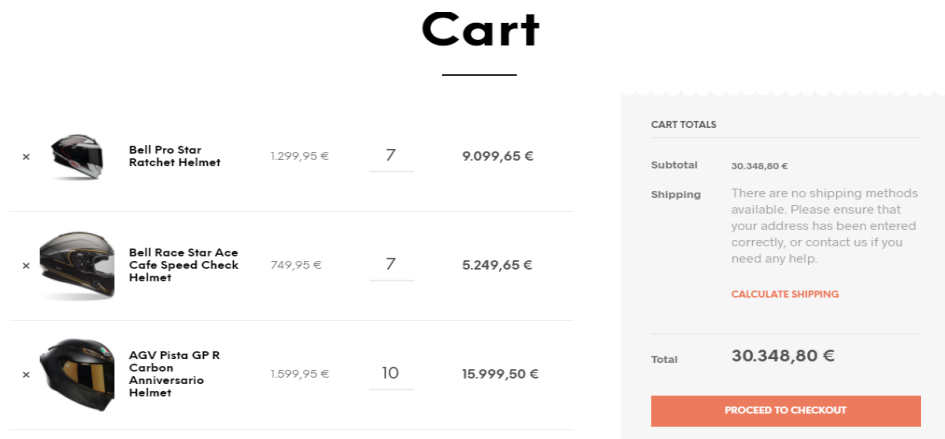 Cart
×
Bell Pro Star
Ratchet Helmet
1.299,95 €
7
9.099,65 €
×
Bell Race Star Ace
Cafe Speed Check
Helmet
749,95 €
7
5.249,65 €
×
AGV Pista GP R
Carbon
Anniversario
Helmet
1.599,95 €
10
15.999,50 €
CART TOTALS
Subtotal
30.348,80 €
Shipping
There are no shipping methods
available. Please ensure that
your address has been entered
correctly, or contact us if you
need any help.
CALCULATE SHIPPING
Total
30.348,80 €
PROCEED TO CHECKOUT